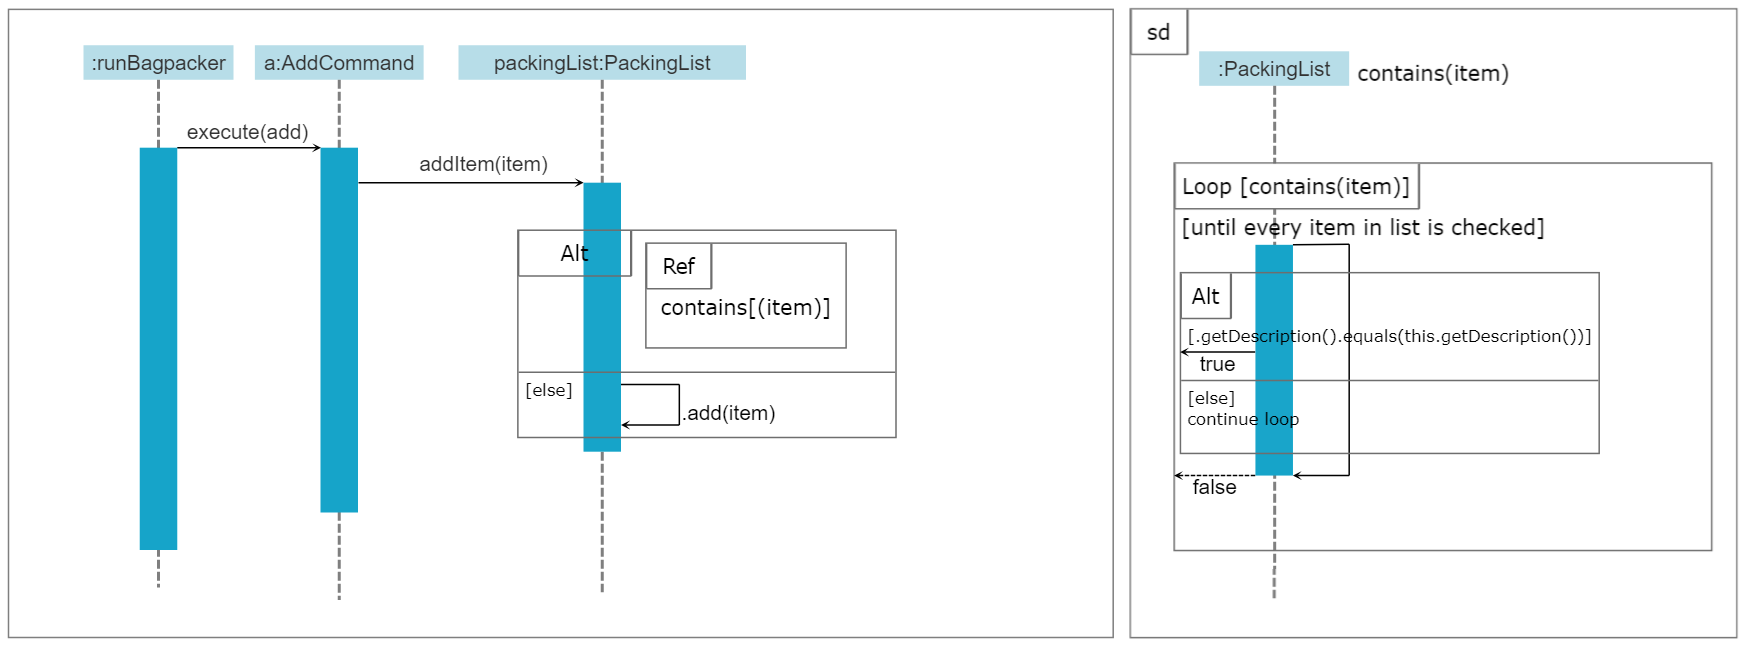 :runBagpacker
a:AddCommand
packingList:PackingList
execute(add)
addItem(item)
Alt
Ref
contains[(item)]
[else]
.add(item)
sd
:PackingList
contains(item)
Loop [contains(item)]
[until every item in list is checked]
Alt
[.getDescription().equals(this.getDescription())]
true
[else]
continue loop
false